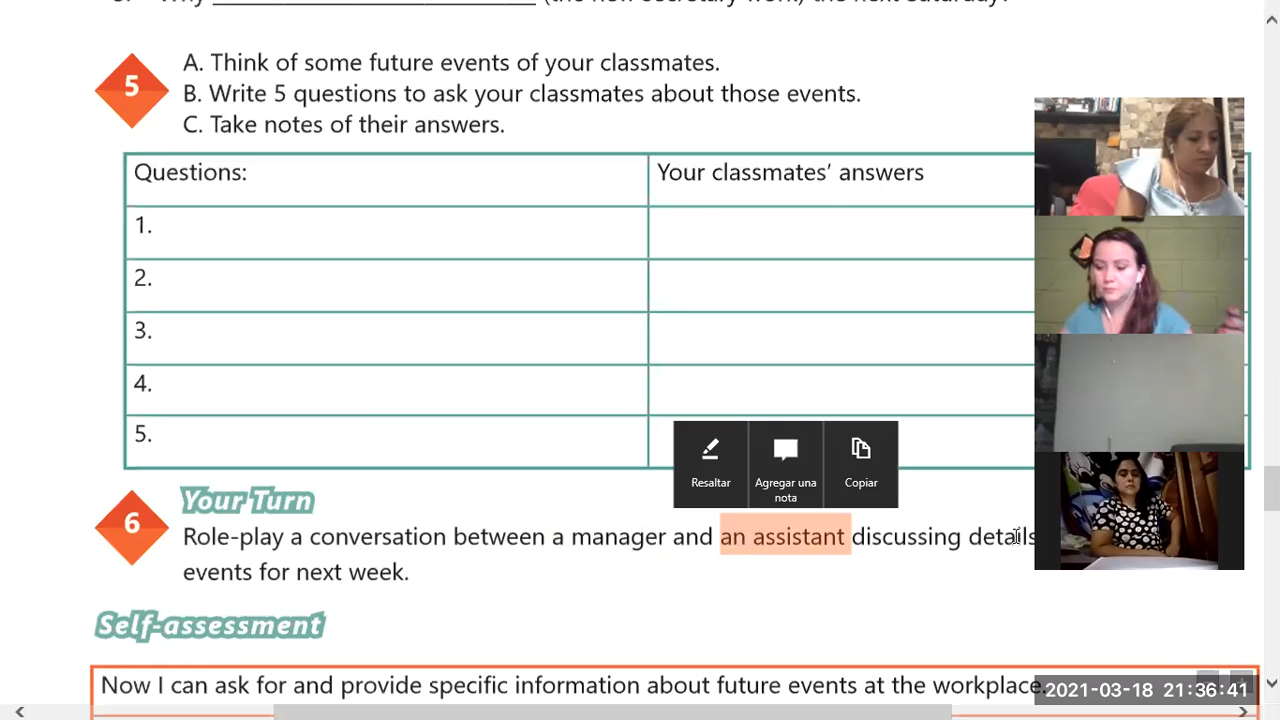 5
A. Think of some future events of your classmates.
B. Write 5 questions to ask your classmates about those events.
C. Take notes of their answers.
Questions:
Your classmates' answers
1.
2.
3.
4.
5.
Resaltar
Agregar una nota
Copiar
6
Your Turn
Role-play a conversation between a manager and an assistant discussing details
events for next week.
Self-assessment
Now I can ask for and provide specific information about future events at the workplace.
2021-03-18 21:36:41